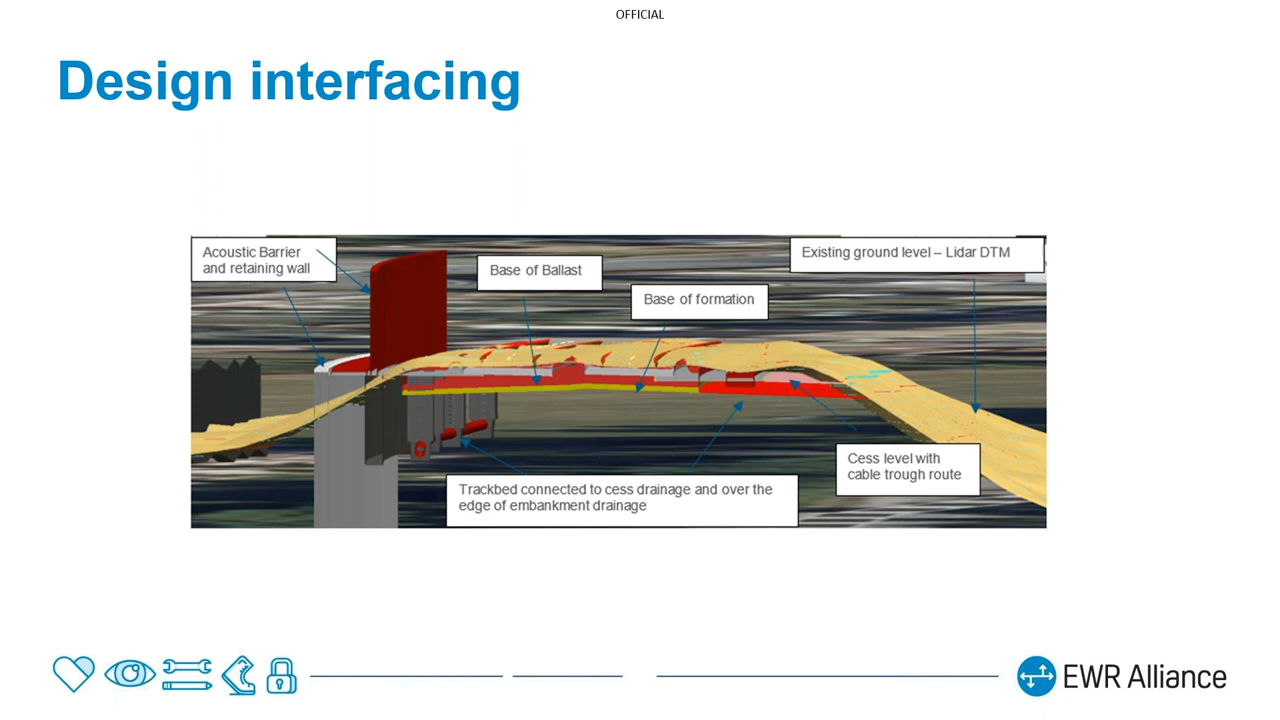 OFFICIAL
Design interfacing
Acoustic Barrier
and retaining wall
Base of Ballast
Base of formation
Existing ground level – Lidar DTM
Cess level with
cable trough route
Trackbed connected to cess drainage and over the
edge of embankment drainage
EWR Alliance